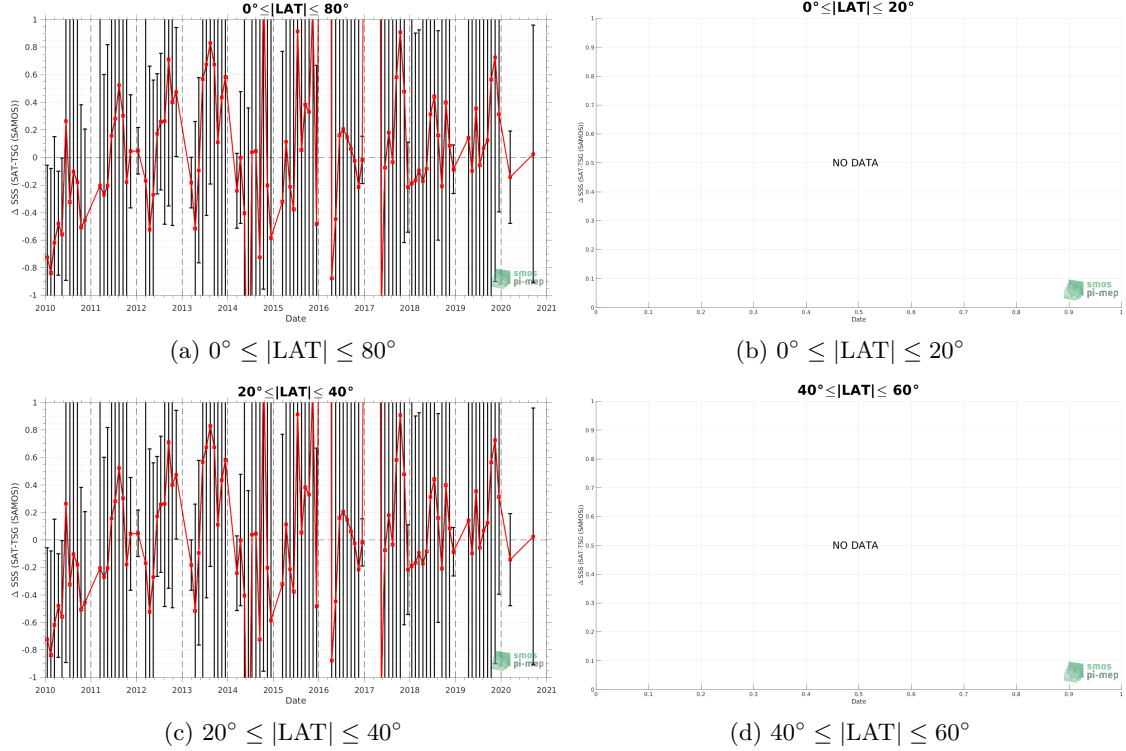 0°≤|LAT|≤ 80°
Δ SSS (SAT-TSG (SAMOS))
1
0.8
0.6
0.4
0.2
0
-0.2
-0.4
-0.6
-0.8
-1
2010 2011 2012 2013 2014 2015 2016 2017 2018 2019 2020 2021
Date
smos
pi-mep
(a) 0° ≤ |LAT| ≤ 80°
0°≤|LAT|≤ 20°
Δ SSS (SAT-TSG (SAMOS))
1
0.9
0.8
0.7
0.6
0.5
0.4
0.3
0.2
0.1
0
NO DATA
0 0.1 0.2 0.3 0.4 0.5 0.6 0.7 0.8 0.9 1
Date
smos
pi-mep
(b) 0° ≤ |LAT| ≤ 20°
20°≤|LAT|≤ 40°
Δ SSS (SAT-TSG (SAMOS))
1
0.8
0.6
0.4
0.2
0
-0.2
-0.4
-0.6
-0.8
-1
2010 2011 2012 2013 2014 2015 2016 2017 2018 2019 2020 2021
Date
smos
pi-mep
(c) 20° ≤ |LAT| ≤ 40°
40°≤|LAT|≤ 60°
Δ SSS (SAT-TSG (SAMOS))
1
0.9
0.8
0.7
0.6
0.5
0.4
0.3
0.2
0.1
0
NO DATA
0 0.1 0.2 0.3 0.4 0.5 0.6 0.7 0.8 0.9 1
Date
smos
pi-mep
(d) 40° ≤ |LAT| ≤ 60°